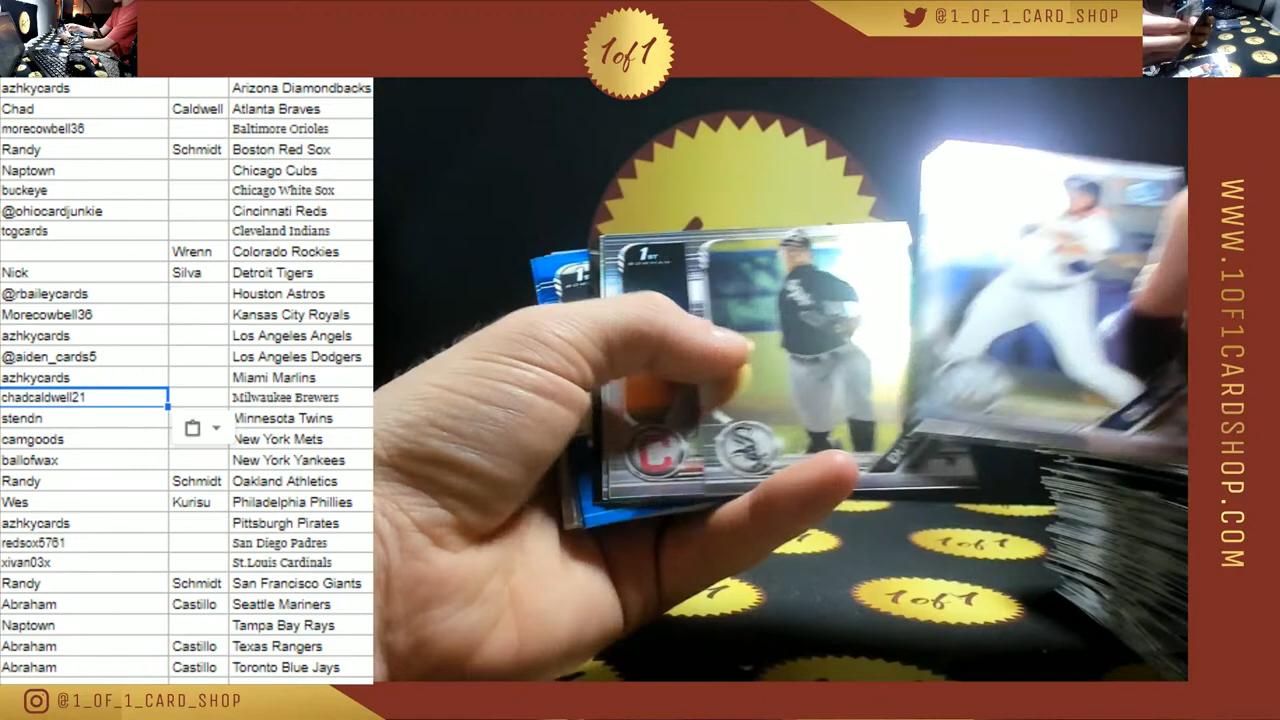 @1_OF_1_CARD_SHOP
1of1
azhkycards Arizona Diamondbacks
Chad Caldwell Atlanta Braves
morecowbell36 Baltimore Orioles
Randy Schmidt Boston Red Sox
Naptown Chicago Cubs
buckeye Chicago White Sox
@ohiocardjunkie Cincinnati Reds
tcgcards Cleveland Indians
Wrenn Colorado Rockies
Nick Silva Detroit Tigers
@rbaileycards Houston Astros
Morecowbell36 Kansas City Royals
azhkycards Los Angeles Angels
@aiden_cards5 Los Angeles Dodgers
azhkycards Miami Marlins
chadcaldwell21 Milwaukee Brewers
stendn Minnesota Twins
camgoods New York Mets
ballofwax New York Yankees
Randy Schmidt Oakland Athletics
Wes Kurisu Philadelphia Phillies
azhkycards Pittsburgh Pirates
redsox5761 San Diego Padres
xivan03x St.Louis Cardinals
Randy Schmidt San Francisco Giants
Abraham Castillo Seattle Mariners
Naptown Tampa Bay Rays
Abraham Castillo Texas Rangers
Abraham Castillo Toronto Blue Jays
1ST
C
1of1
1of1
WWW.1OF1CARDSHOP.COM
@1_OF_1_CARD_SHOP